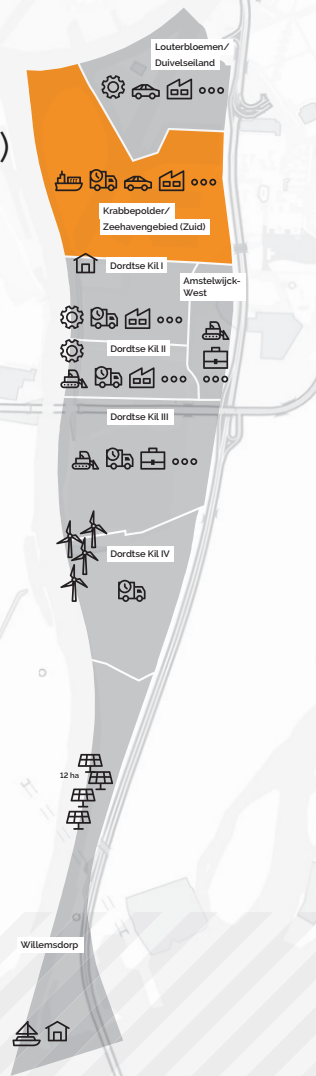 Louterbloemen/
Duivelseiland
)
Krabbepolder/
Zeehavengebied (Zuid)
Dordtse Kil I
Amstelwijck-
West
Dordtse Kil II
Dordtse Kil III
Dordtse Kil IV
12 ha
Willemsdorp